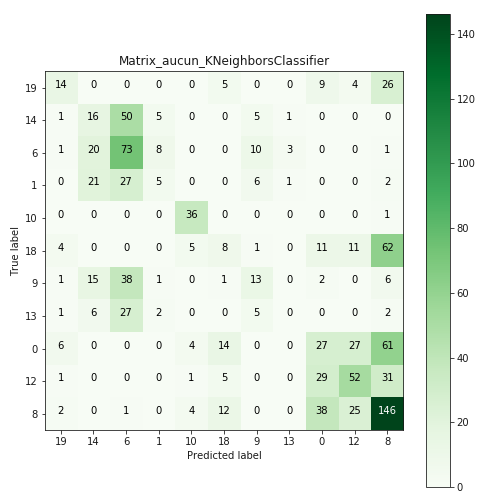 Matrix_aucun_KNeighborsClassifier
19 14 0 0 0 0 5 0 0 9 4 26
14 1 16 50 5 0 0 5 1 0 0 0
6 1 20 73 8 0 0 10 3 0 0 1
1 0 21 27 5 0 0 6 1 0 0 2
10 0 0 0 0 36 0 0 0 0 0 1
18 4 0 0 0 5 8 1 0 11 11 62
9 1 15 38 1 0 1 13 0 2 0 6
13 1 6 27 2 0 0 5 0 0 0 2
0 6 0 0 0 4 14 0 0 27 27 61
12 1 0 0 0 1 5 0 0 29 52 31
8 2 0 1 0 4 12 0 0 38 25 146
19 14 6 1 10 18 9 13 0 12 8
Predicted label
True label
140
120
100
80
60
40
20
0